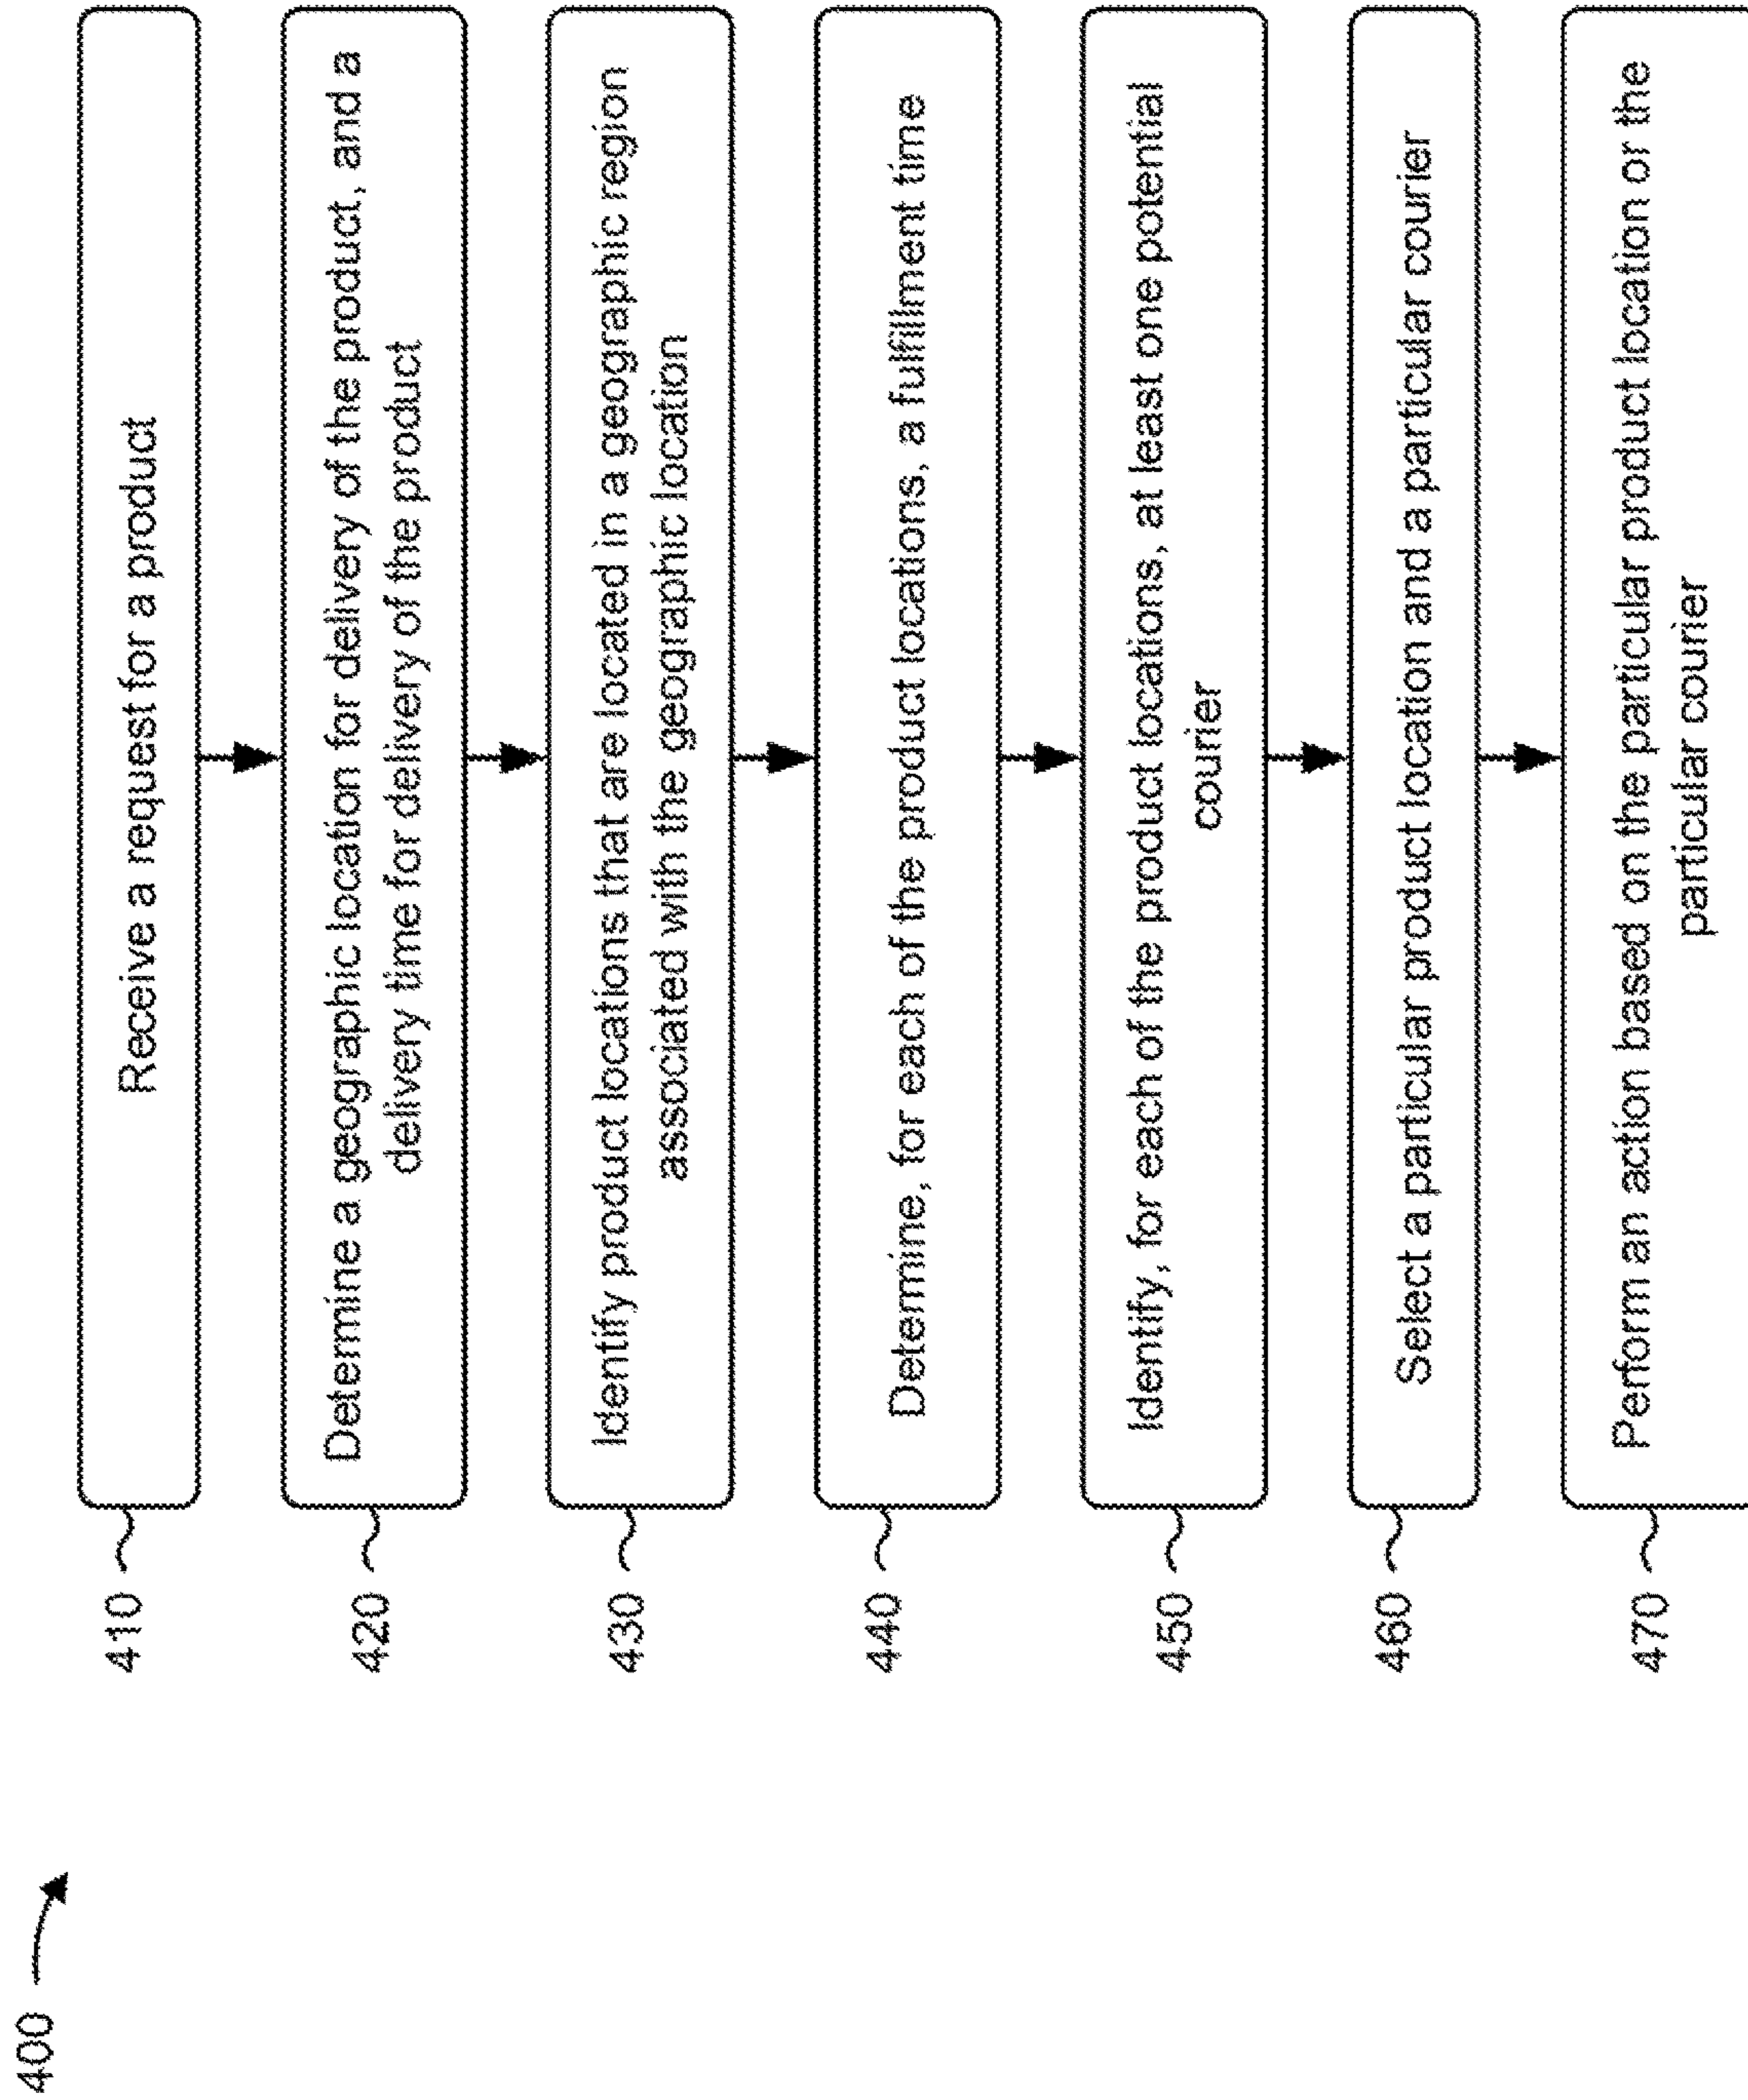 400
410
Receive a request for a product
420
Determine a geographic location for delivery of the product, and a
delivery time for delivery of the product
430
Identify product locations that are located in a geographic region
associated with the geographic location
440
Determine, for each of the product locations, a fulfillment time
450
Identify, for each of the product locations, at least one potential
courier
460
Select a particular product location and a particular courier
470
Perform an action based on the particular product location or the
particular courier